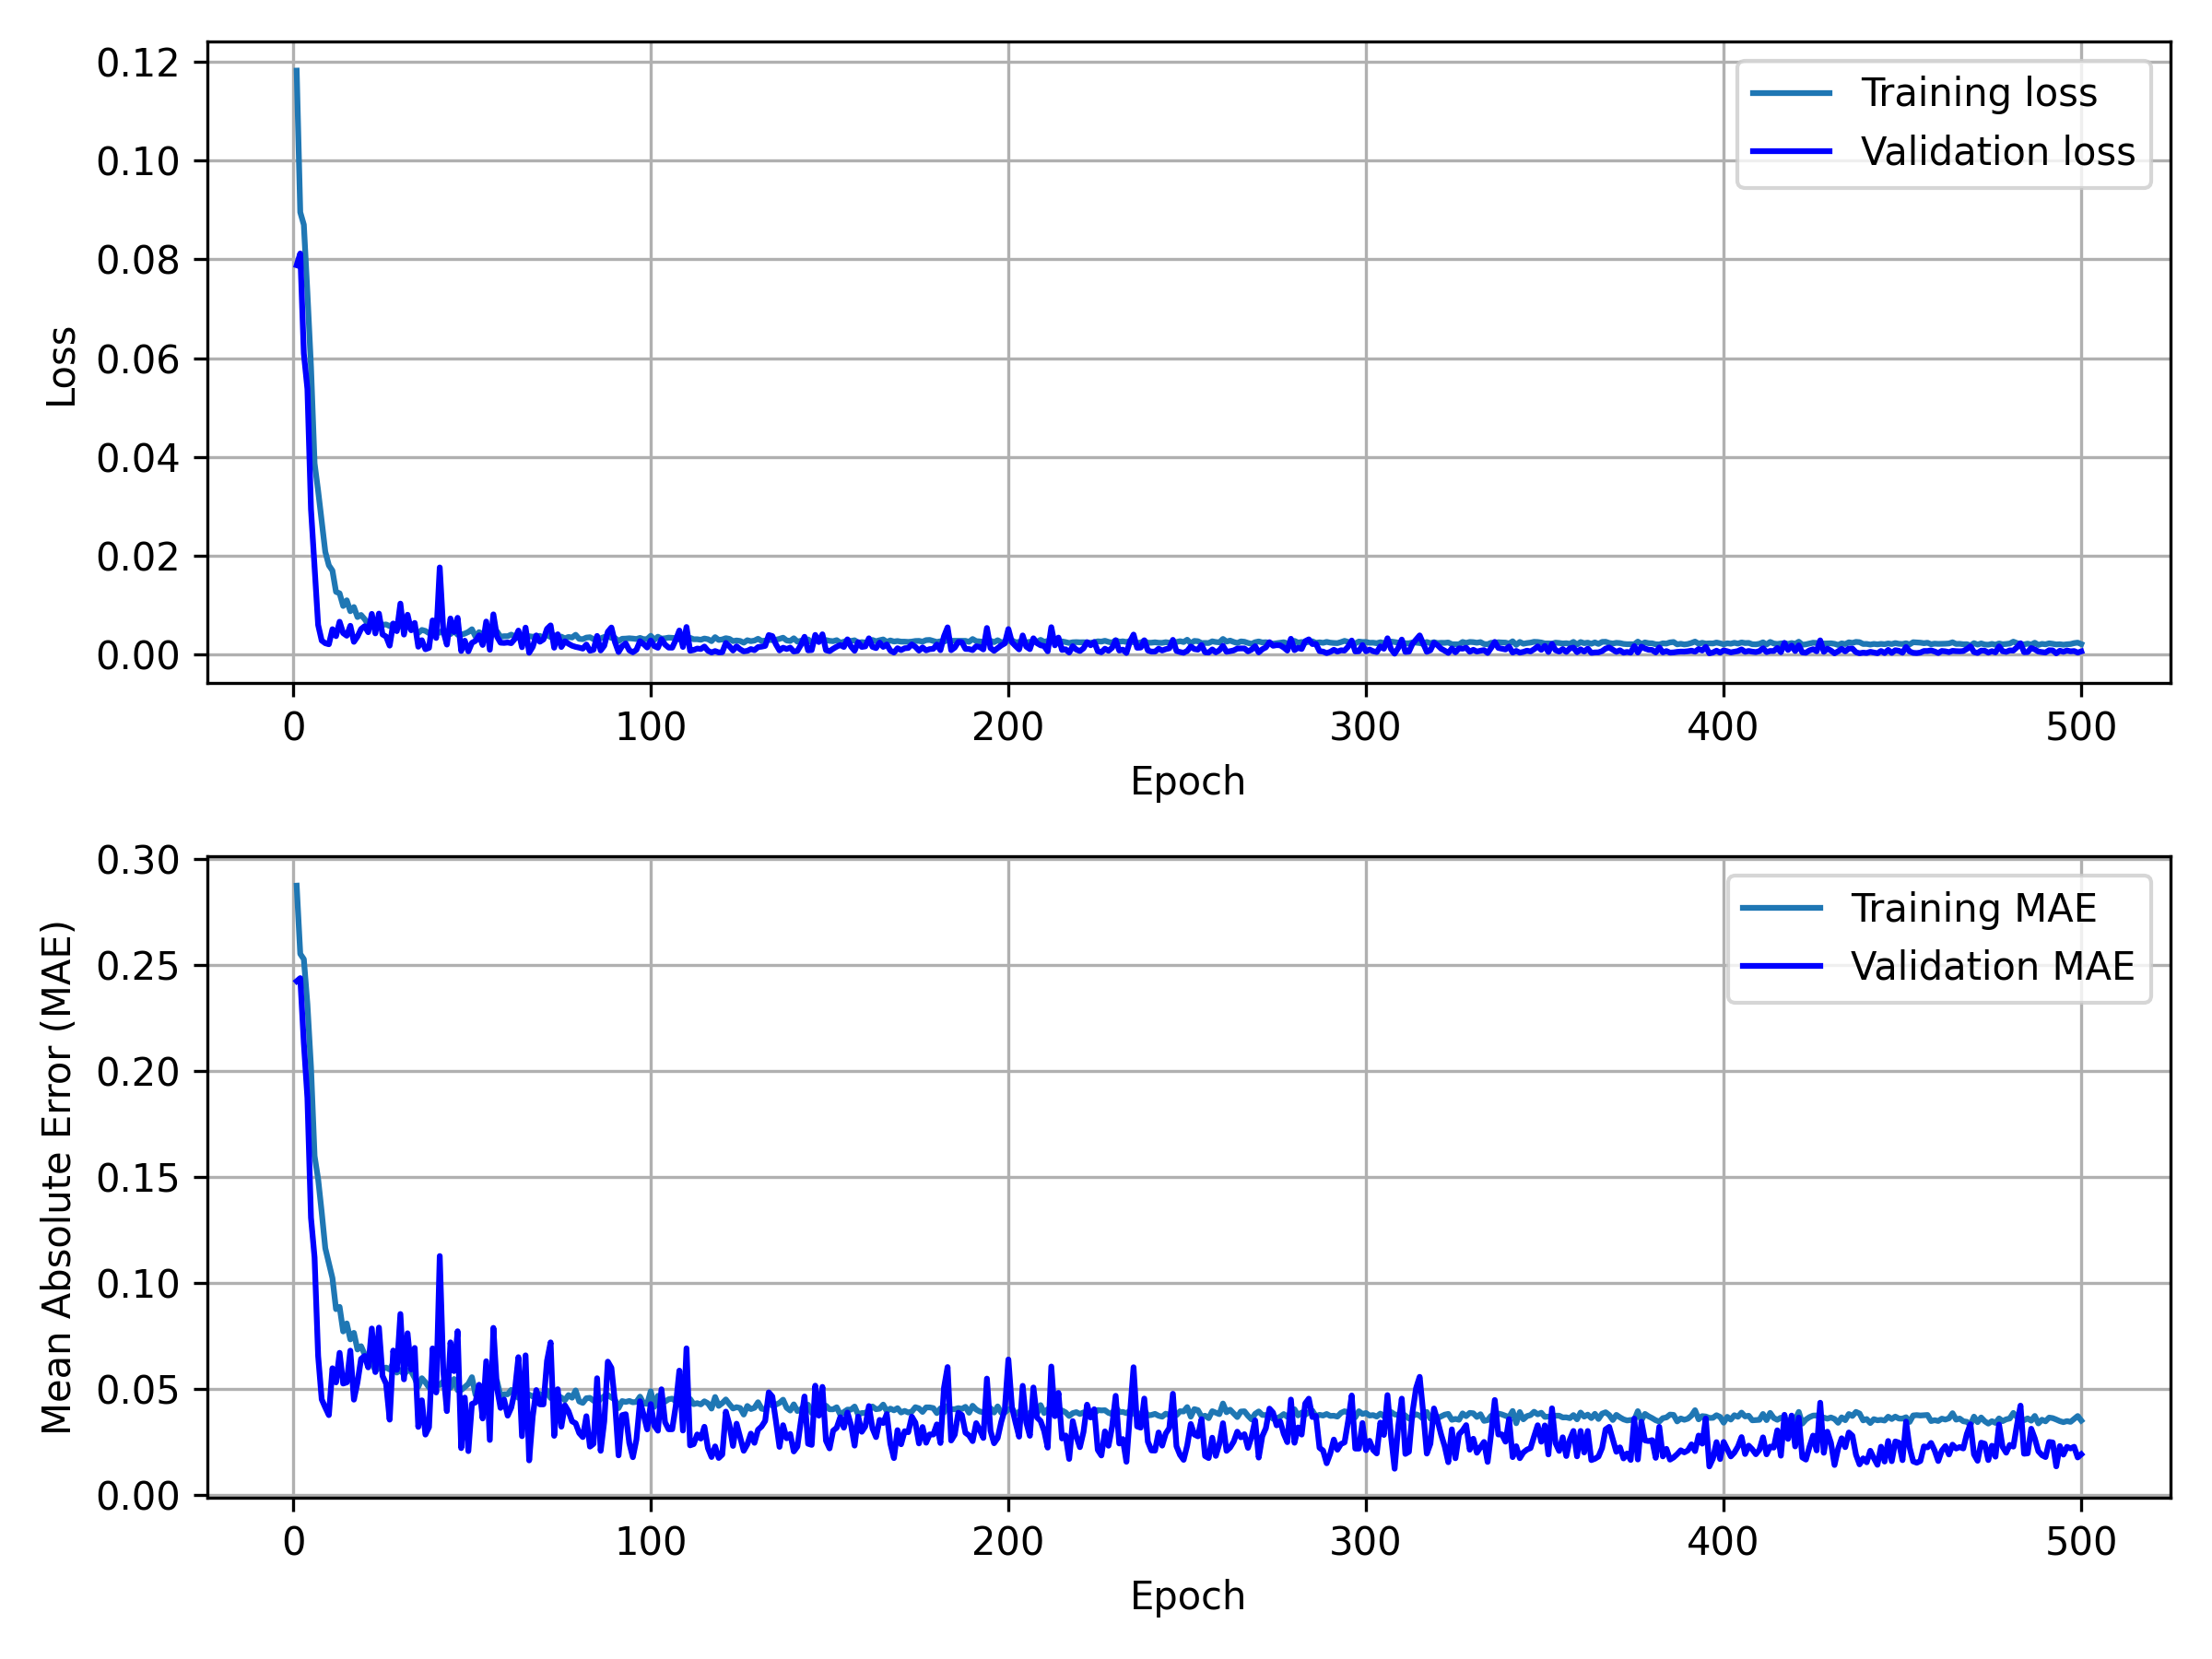 0.12
0.10
0.08
0.06
0.04
0.02
0.00
Loss
Training loss
Validation loss
0 100 200 300 400 500
Epoch
0.30
0.25
0.20
0.15
0.10
0.05
0.00
Mean Absolute Error (MAE)
Training MAE
Validation MAE
0 100 200 300 400 500
Epoch